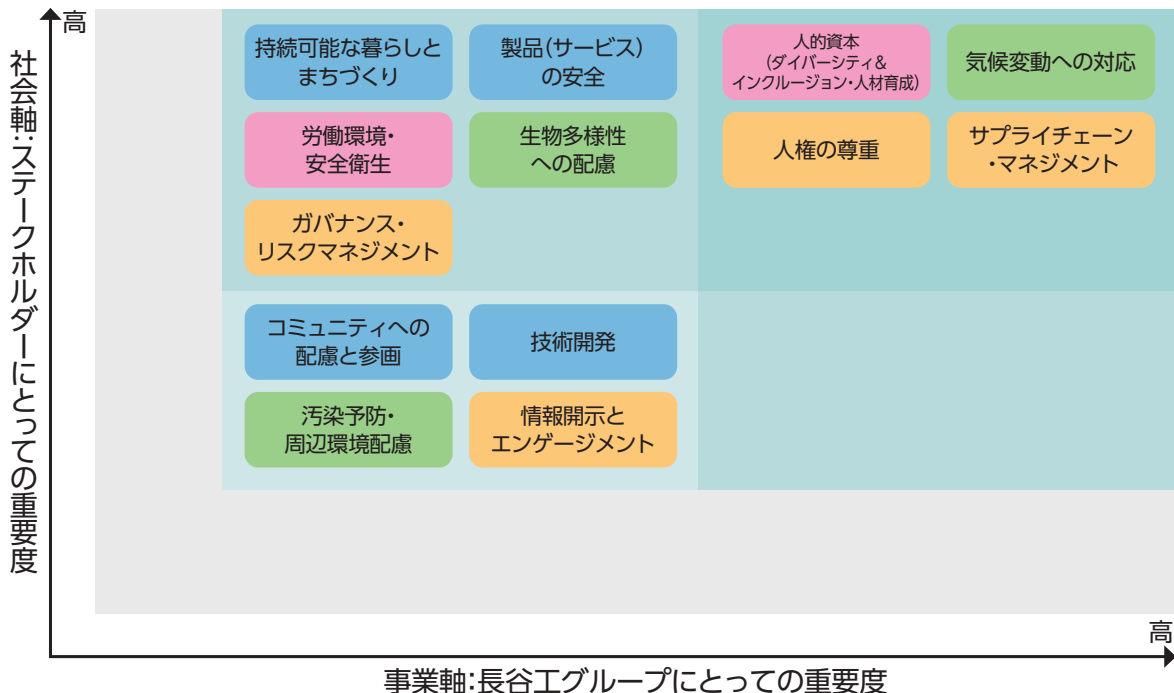 高
社会軸:ステークホルダーにとっての重要度
持続可能な暮らしと
まちづくり
製品(サービス)
の安全
人的資本
(ダイバーシティ&
インクルージョン・人材育成)
気候変動への対応
労働環境・
安全衛生
生物多様性
への配慮
人権の尊重
サプライチェーン
・マネジメント
ガバナンス・
リスクマネジメント
コミュニティへの
配慮と参画
技術開発
汚染予防・
周辺環境配慮
情報開示と
エンゲージメント
高
事業軸:長谷工グループにとっての重要度